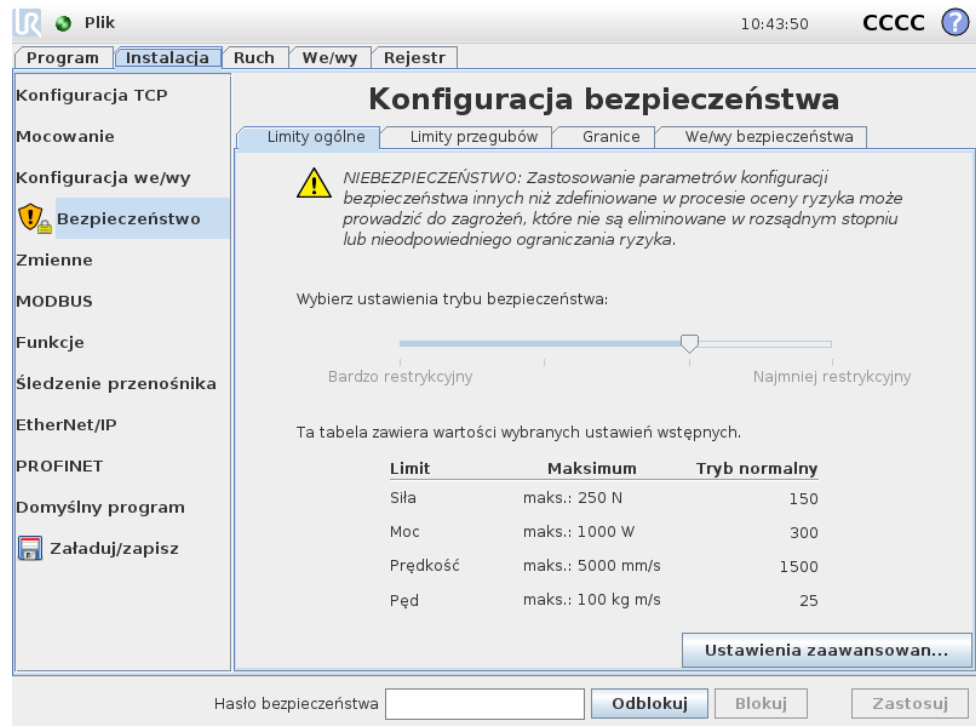 UR Plik 10:43:50 CCCC ?
Program Instalacja Ruch We/wy Rejestr
Konfiguracja TCP
Mocowanie
Konfiguracja we/wy
Bezpieczeństwo
Zmienne
MODBUS
Funkcje
Śledzenie przenośnika
EtherNet/IP
PROFINET
Domyślny program
Załaduj/zapisz
Konfiguracja bezpieczeństwa
Limity ogólne Limity przegubów Granice We/wy bezpieczeństwa
NIEBEZPIECZEŃSTWO: Zastosowanie parametrów konfiguracji
bezpieczeństwa innych niż zdefiniowane w procesie oceny ryzyka może
prowadzić do zagrożeń, które nie są eliminowane w rozsądnym stopniu
lub nieodpowiedniego ograniczania ryzyka.
Wybierz ustawienia trybu bezpieczeństwa:
Bardzo restrykcyjny Najmniej restrykcyjny
Ta tabela zawiera wartości wybranych ustawień wstępnych.
Limit Maksimum Tryb normalny
Siła maks.: 250 N 150
Moc maks.: 1000 W 300
Prędkość maks.: 5000 mm/s 1500
Pęd maks.: 100 kg m/s 25
Ustawienia zaawansowan...
Hasło bezpieczeństwa Odblokuj Blokuj Zastosuj